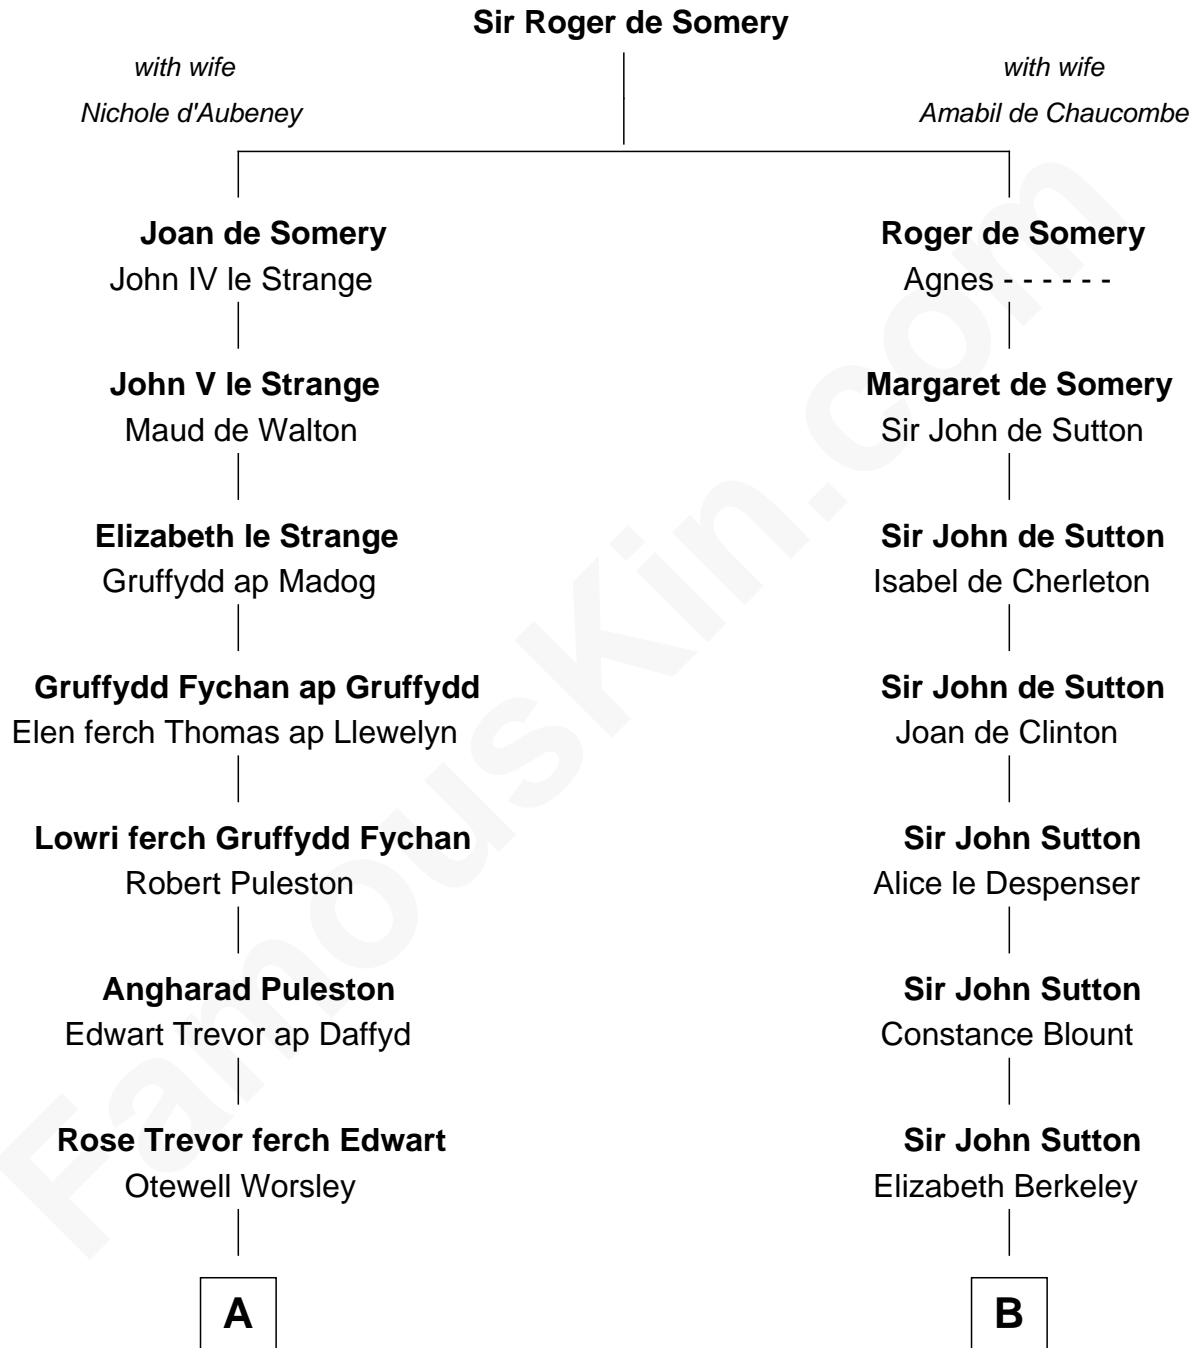 Sir Roger de Somery
with wife
Nichole d'Aubeney
with wife
Amabil de Chaucombe
Joan de Somery
John IV le Strange
Roger de Somery
Agnes - - - - - -
John V le Strange
Maud de Walton
Margaret de Somery
Sir John de Sutton
Elizabeth le Strange
Gruffydd ap Madog
Sir John de Sutton
Isabel de Cherleton
Gruffydd Fychan ap Gruffydd
Elen ferch Thomas ap Llewelyn
Sir John de Sutton
Joan de Clinton
Lowri ferch Gruffydd Fychan
Robert Puleston
Sir John Sutton
Alice le Despenser
Angharad Puleston
Edwart Trevor ap Daffyd
Sir John Sutton
Constance Blount
Rose Trevor ferch Edwart
Otewell Worsley
Sir John Sutton
Elizabeth Berkeley
A
B
FamousKin.com